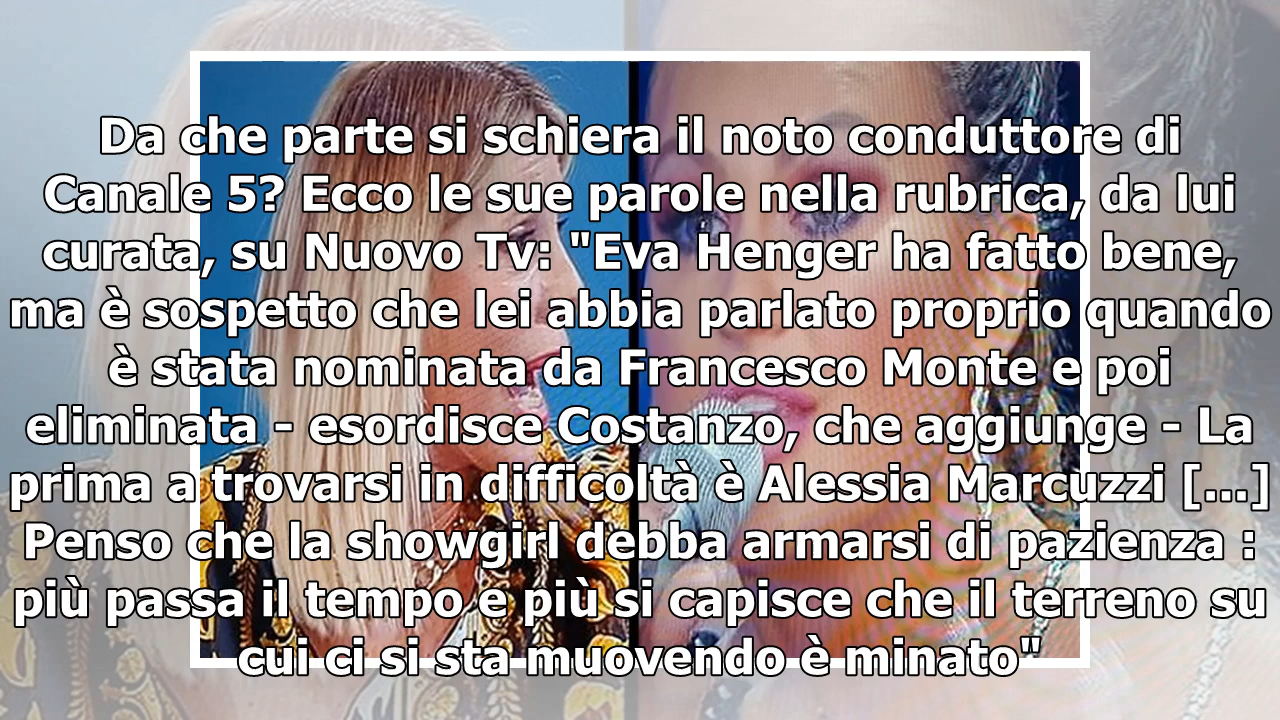 Da che parte si schiera il noto conduttore di
Canale 5? Ecco le sue parole nella rubrica, da lui
curata, su Nuovo Tv: "Eva Henger ha fatto bene,
ma è sospetto che lei abbia parlato proprio quando
è stata nominata da Francesco Monte e poi
eliminata - esordisce Costanzo, che aggiunge - La
prima a trovarsi in difficoltà è Alessia Marcuzzi [...]
Penso che la showgirl debba armarsi di pazienza :
più passa il tempo e più si capisce che il terreno su
cui ci si sta muovendo è minato"